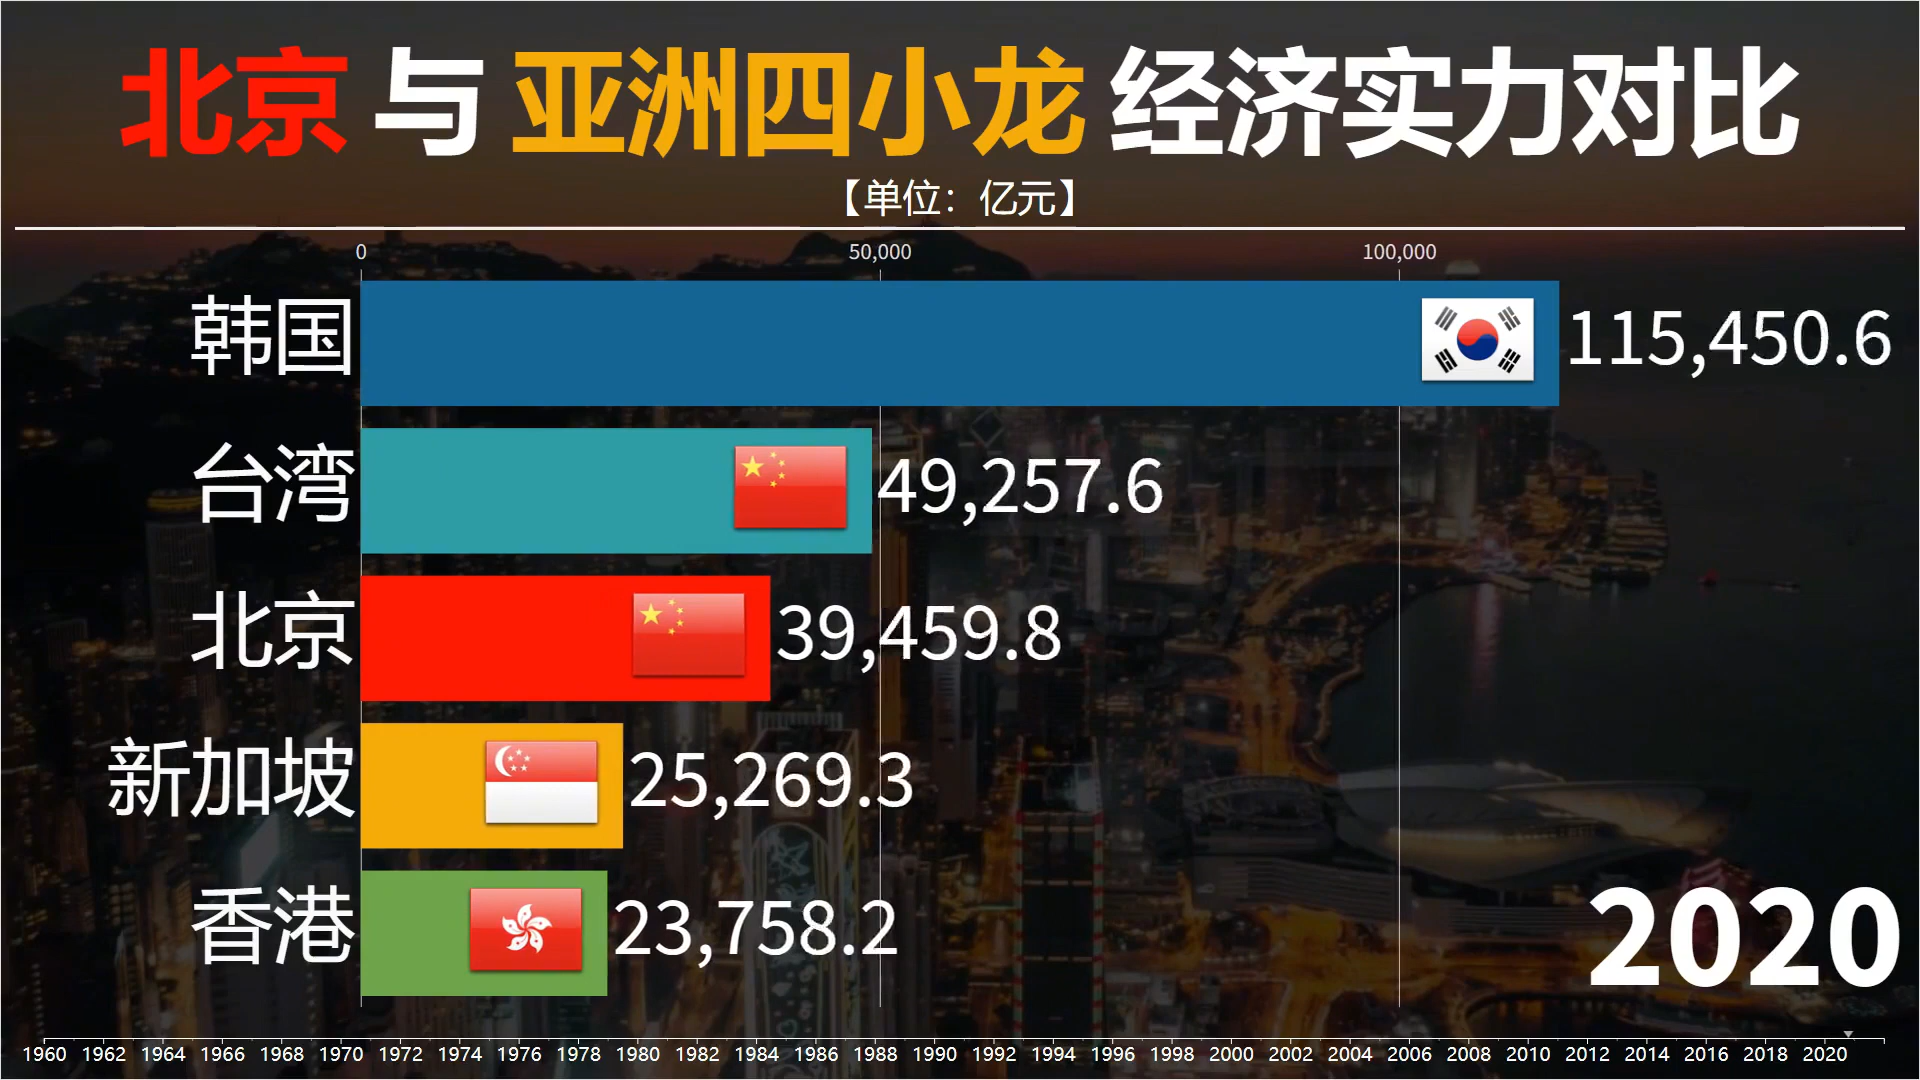 北京与亚洲四小龙经济实力对比
【单位：亿元】
0 50,000 100,000
韩国 115,450.6
台湾 49,257.6
北京 39,459.8
新加坡 25,269.3
香港 23,758.2
2020
1960 1962 1964 1966 1968 1970 1972 1974 1976 1978 1980 1982 1984 1986 1988 1990 1992 1994 1996 1998 2000 2002 2004 2006 2008 2010 2012 2014 2016 2018 2020